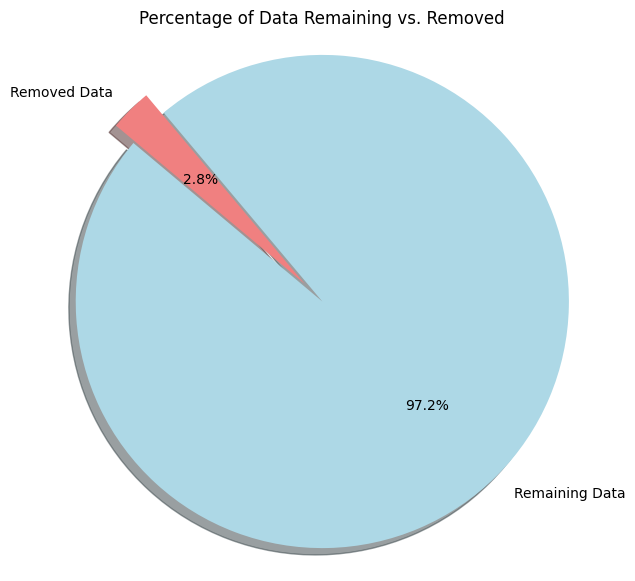 Percentage of Data Remaining vs. Removed
Removed Data
2.8%
97.2%
Remaining Data